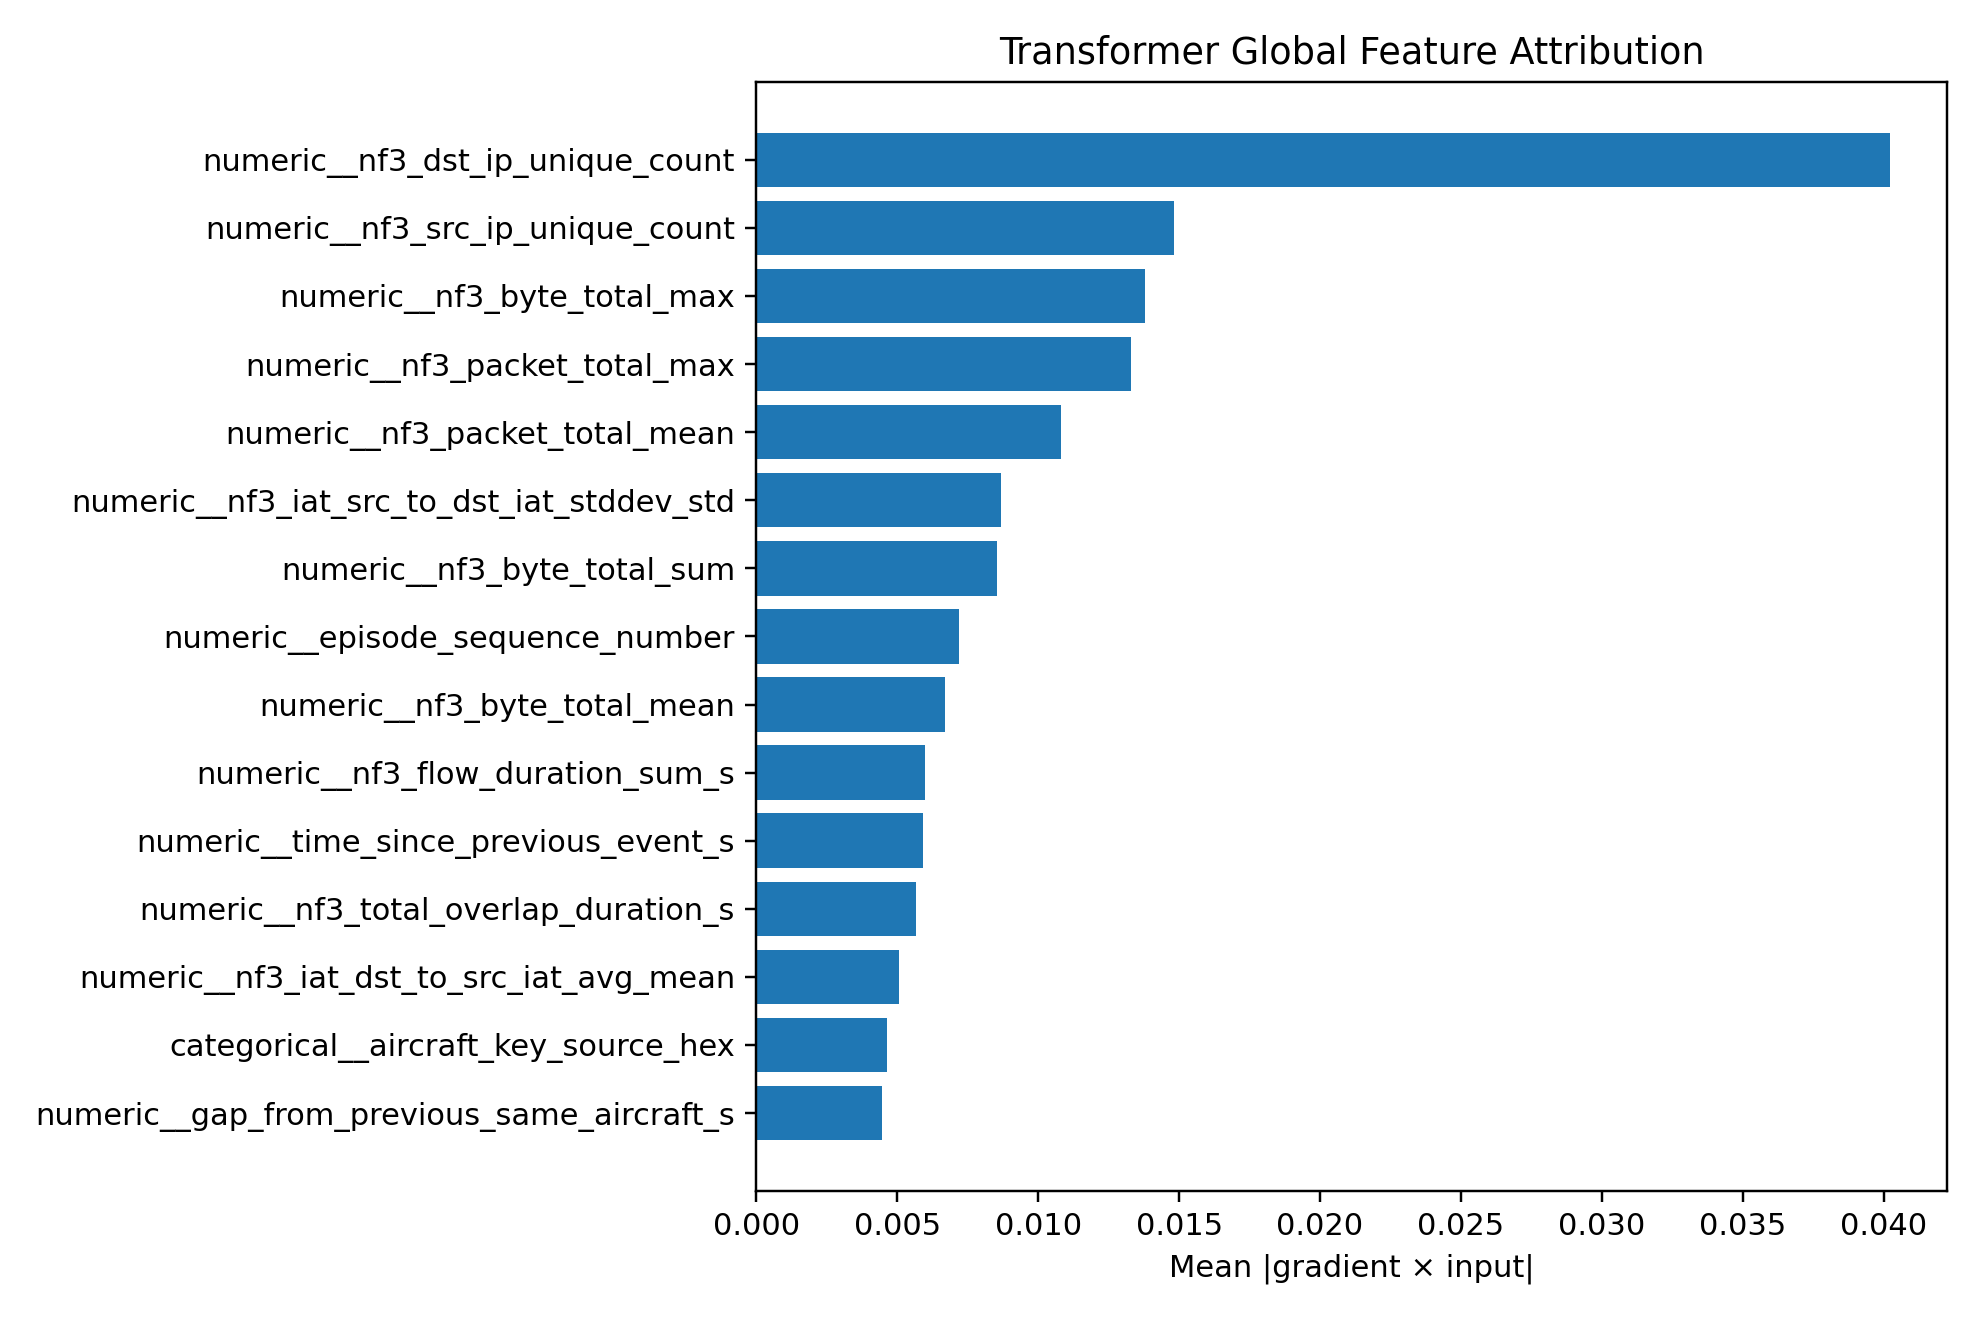 Transformer Global Feature Attribution
numeric__nf3_dst_ip_unique_count
numeric__nf3_src_ip_unique_count
numeric__nf3_byte_total_max
numeric__nf3_packet_total_max
numeric__nf3_packet_total_mean
numeric__nf3_iat_src_to_dst_iat_stddev_std
numeric__nf3_byte_total_sum
numeric__episode_sequence_number
numeric__nf3_byte_total_mean
numeric__nf3_flow_duration_sum_s
numeric__time_since_previous_event_s
numeric__nf3_total_overlap_duration_s
numeric__nf3_iat_dst_to_src_iat_avg_mean
categorical__aircraft_key_source_hex
numeric__gap_from_previous_same_aircraft_s
0.000 0.005 0.010 0.015 0.020 0.025 0.030 0.035 0.040
Mean |gradient × input|